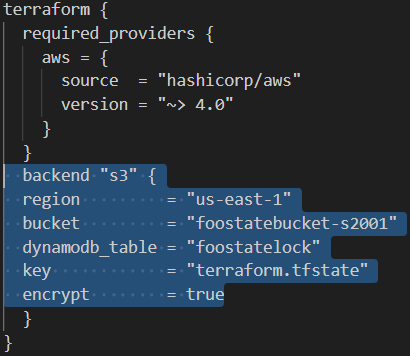 terraform {
  required_providers {
    aws = {
      source  = "hashicorp/aws"
      version = "~> 4.0"
    }
  }
  backend "s3" {
  region         = "us-east-1"
  bucket         = "foostatebucket-s2001"
  dynamodb_table = "foostatelock"
  key            = "terraform.tfstate"
  encrypt        = true
  }
}